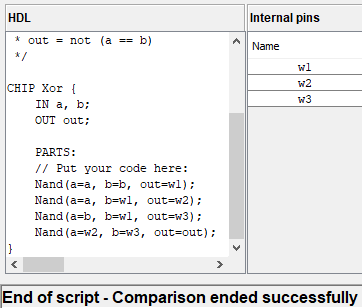 HDL
 * out = not (a == b)
 */
CHIP Xor {
    IN a, b;
    OUT out;
    PARTS:
    // Put your code here:
    Nand(a=a, b=b, out=w1);
    Nand(a=a, b=w1, out=w2);
    Nand(a=b, b=w1, out=w3);
    Nand(a=w2, b=w3, out=out);
}
Internal pins
Name
w1
w2
w3
End of script - Comparison ended successfully